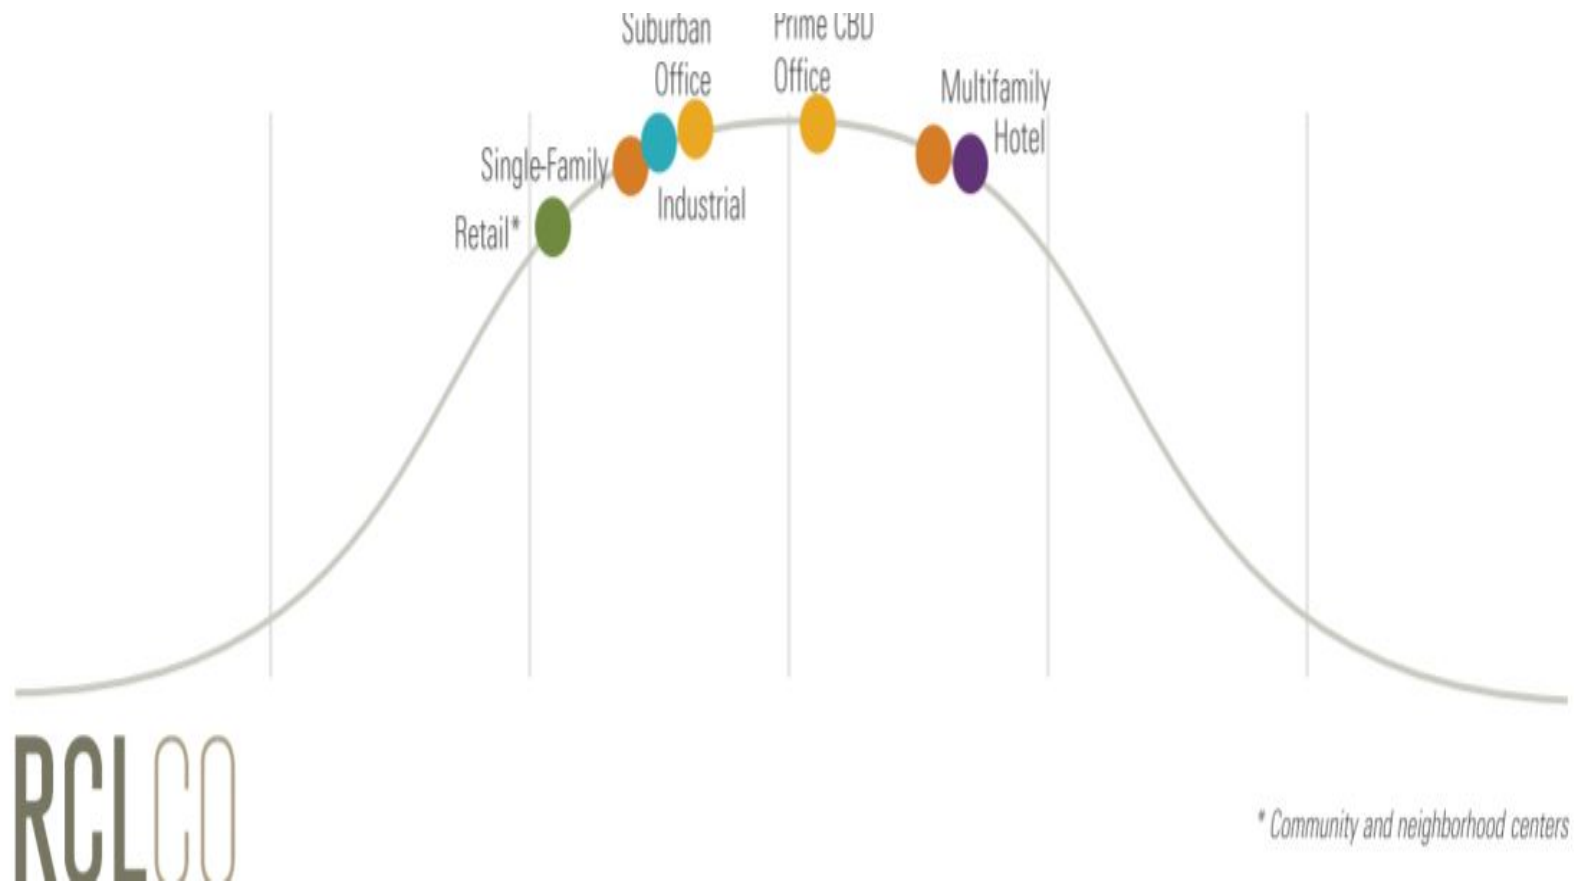 Suburban
Office
Prime CBD
Office
Multifamily
Hotel
Single-Family
Industrial
Retail*
RCLCO
* Community and neighborhood centers